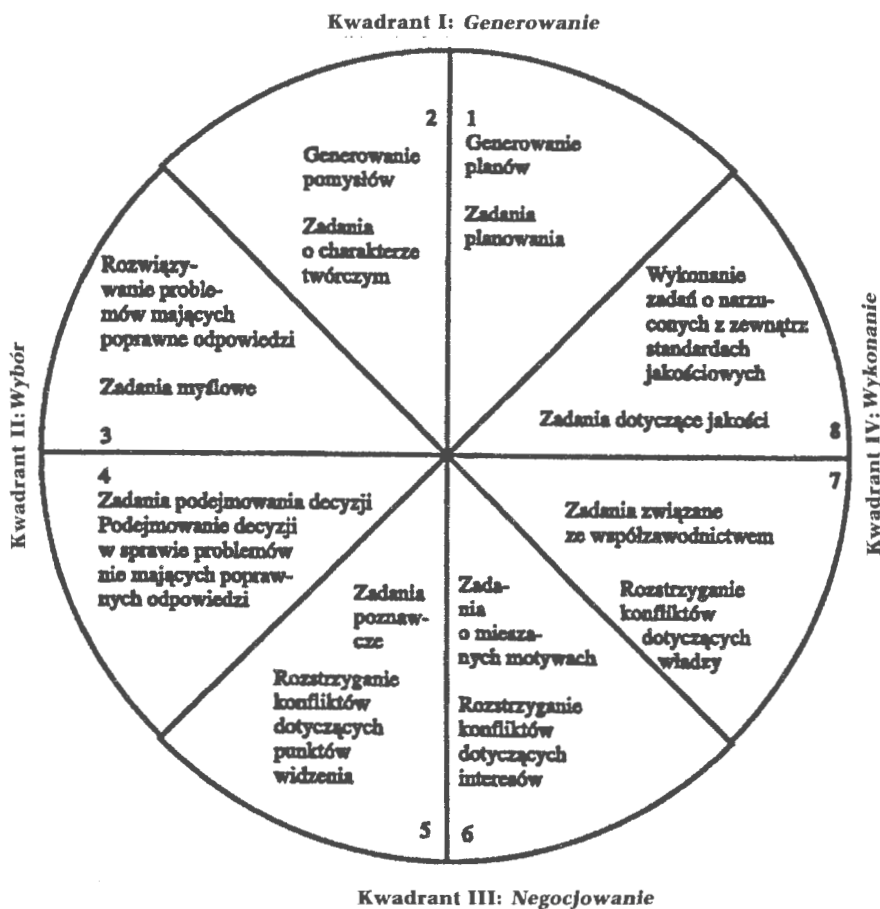 Kwadrant I: Generowanie
2
Generowanie
pomysłów
Zadania
o charakterze
twórczym
1
Generowanie
planów
Zadania
planowania
Rozwiązy-
wanie proble-
mów mających
poprawne odpowiedzi
Zadania myślowe
3
Wykonanie
zadań o narzu-
conych z zewnątrz
standardach
jakościowych
Zadania dotyczące jakości
8
Kwadrant II: Wybór
Kwadrant IV: Wykonanie
4
Zadania podejmowania decyzji
Podejmowanie decyzji
w sprawie problemów
nie mających popraw-
nych odpowiedzi
7
Zadania związane
ze współzawodnictwem
Rozstrzyganie
konfliktów
dotyczących
władzy
Zadania
poznaw-
cze
Rozstrzyganie
konfliktów
dotyczących
punktów
widzenia
5
Zada-
nia
o miesza-
nych motywach
Rozstrzyganie
konfliktów
dotyczących
interesów
6
Kwadrant III: Negocjowanie